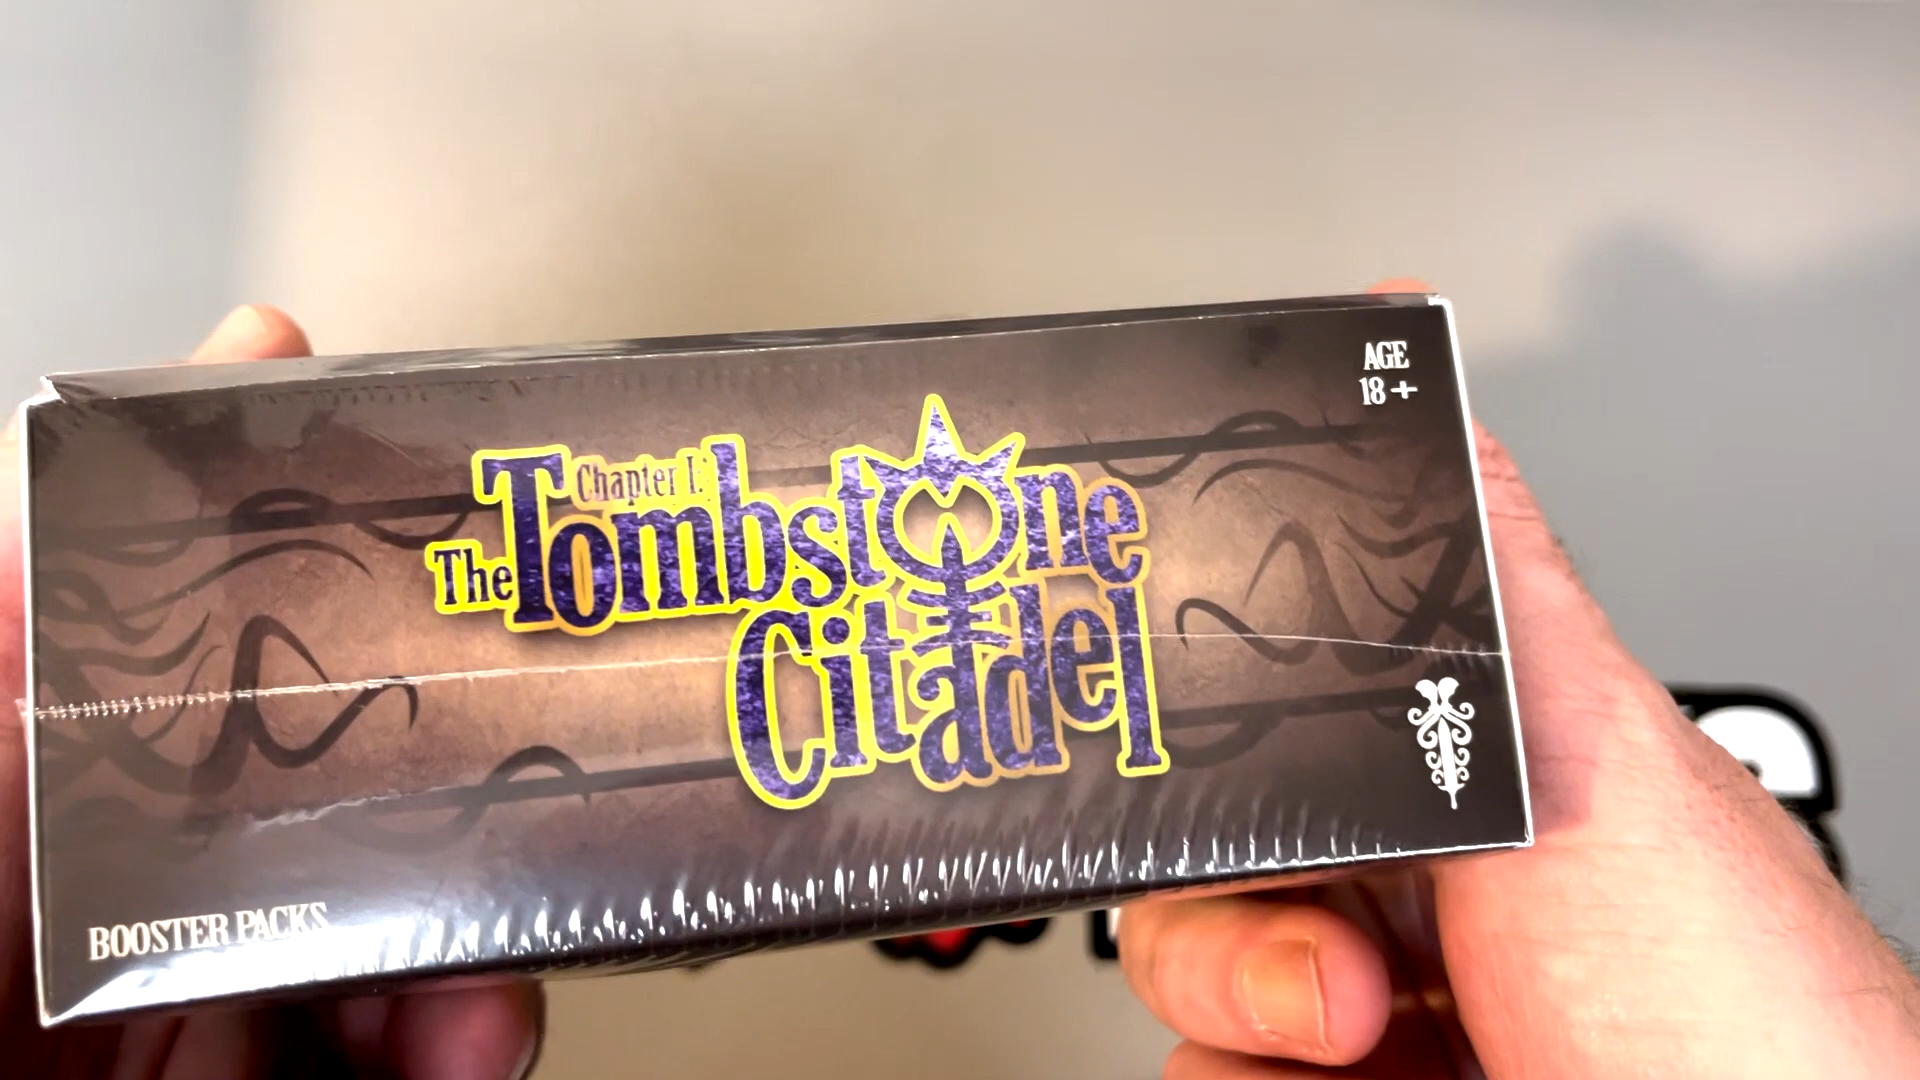 AGE
18+
Chapter I:
The Tombstone
Citadel
BOOSTER PACKS